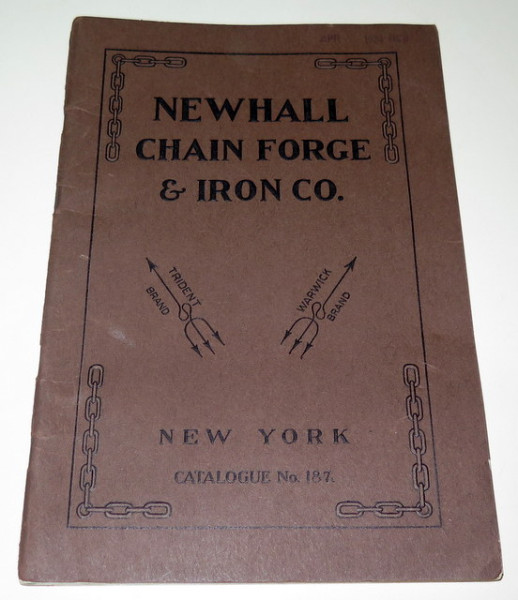 NEWHALL
CHAIN FORGE
& IRON CO.
TRIDENT
BRAND
WARWICK
BRAND
NEW YORK
CATALOGUE No. 187.